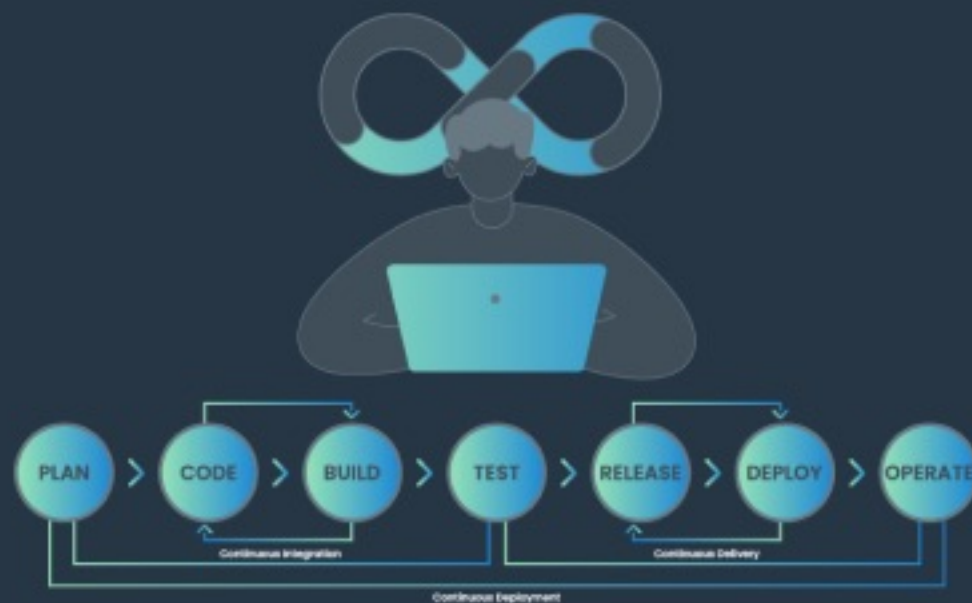 PLAN
CODE
BUILD
TEST
RELEASE
DEPLOY
OPERATE
Continuous Integration
Continuous Delivery
Continuous Deployment